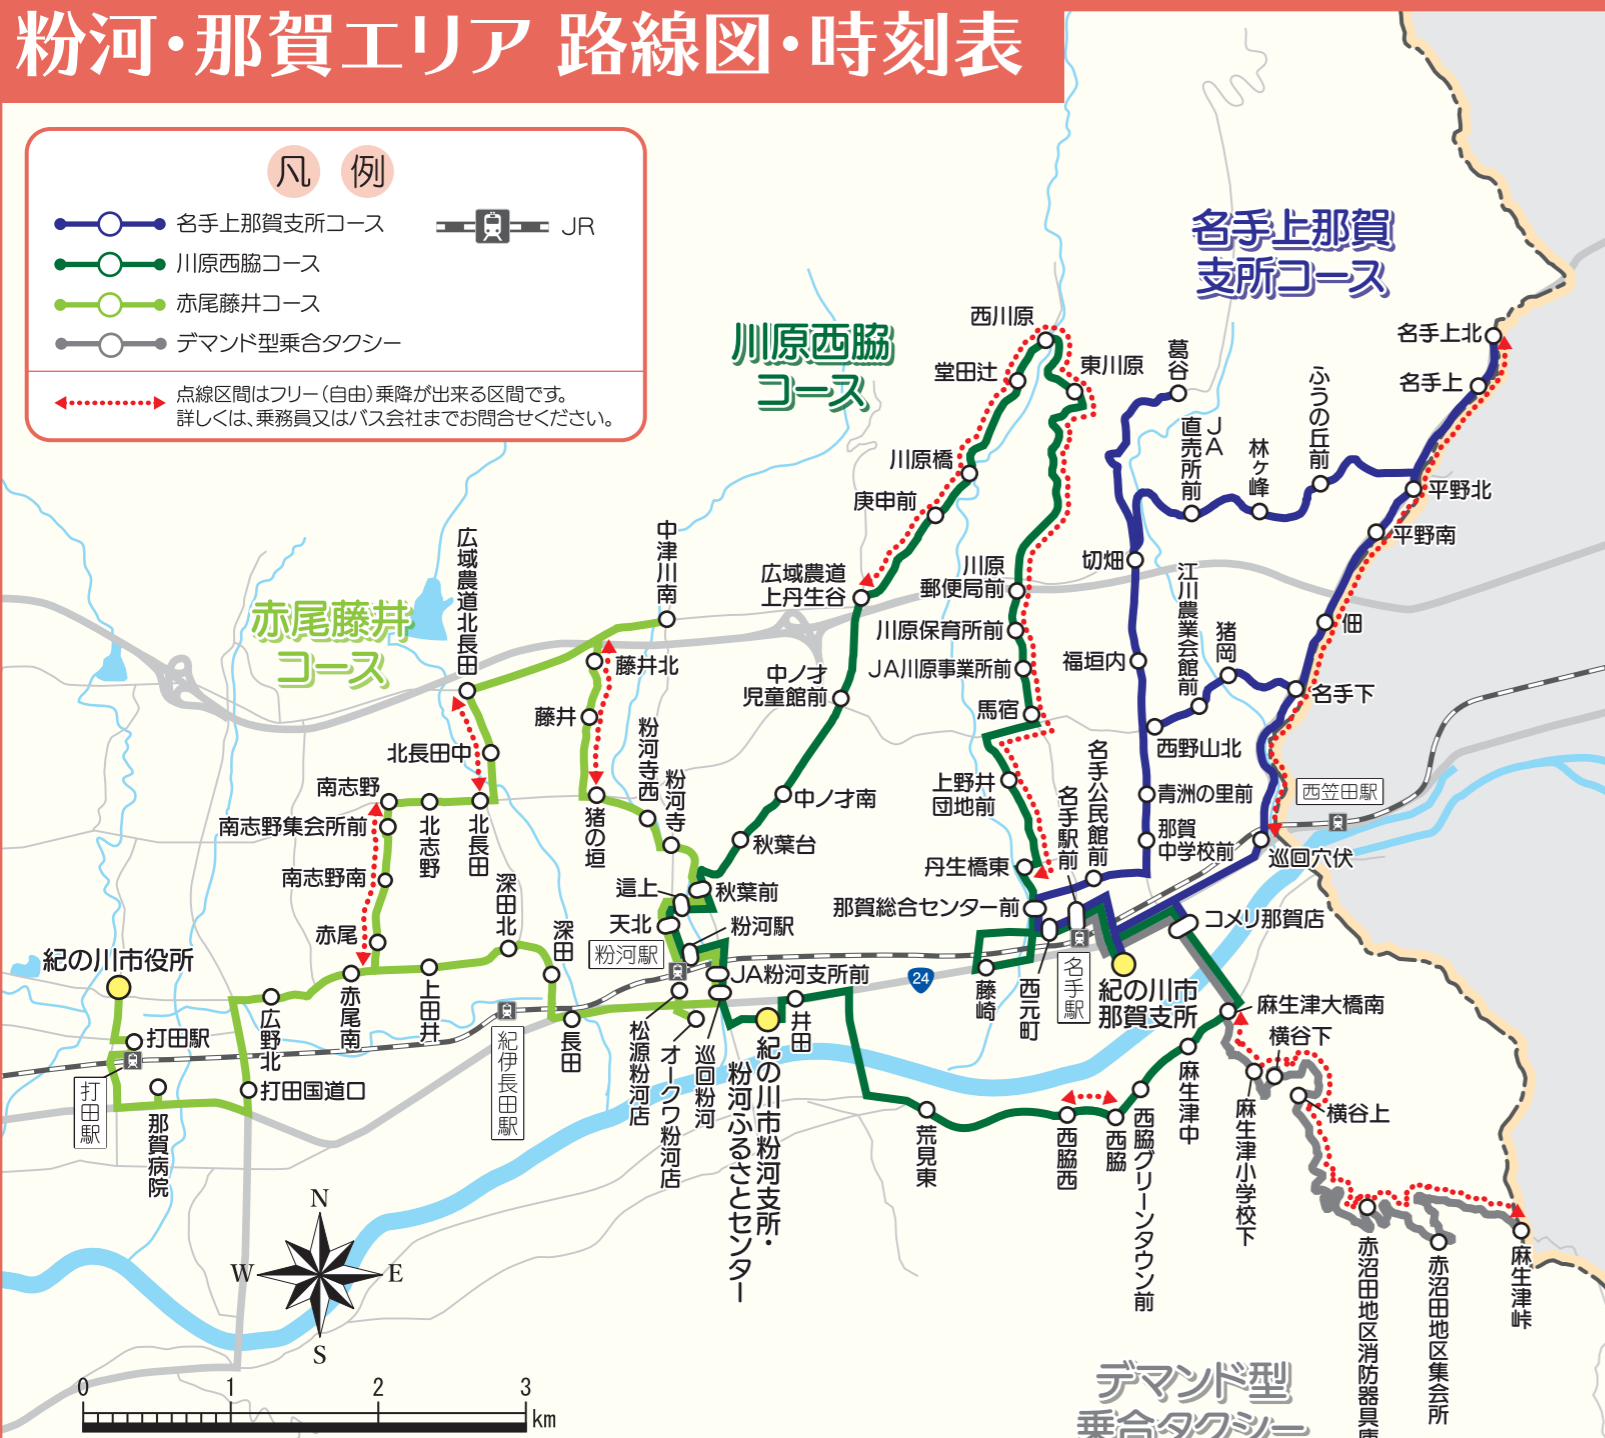 粉河・那賀エリア 路線図・時刻表
凡 例
名手上那賀支所コース
JR
川原西脇コース
赤尾藤井コース
デマンド型乗合タクシー
点線区間はフリー(自由)乗降が出来る区間です。
詳しくは、乗務員又はバス会社までお問合せください。
名手上那賀
支所コース
川原西脇
コース
赤尾藤井
コース
西川原
堂田辻
東川原
川原橋
庚申前
広域農道
上丹生谷
川原
郵便局前
川原保育所前
JA川原事業所前
馬宿
上野井
団地前
丹生橋東
那賀総合センター前
中ノ才
児童館前
中ノ才南
秋葉台
秋葉前
葛谷
JA
直売所前
林ヶ峰
ふうの丘前
名手上北
名手上
平野北
平野南
佃
名手下
切畑
福垣内
江川農業会館前
猪岡
西野山北
青洲の里前
那賀
中学校前
名手公民館前
名手駅前
西笠田駅
巡回穴伏
コメリ那賀店
広域農道北長田
中津川南
藤井北
藤井
粉河寺西
粉河寺
猪の垣
北長田中
南志野
南志野集会所前
北志野
北長田
南志野南
赤尾
深田北
深田
這上
天北
粉河駅
粉河駅
JA粉河支所前
24
藤崎
西元町
名手駅
紀の川市
那賀支所
紀の川市役所
打田駅
打田駅
那賀病院
広野北
打田国道口
赤尾南
上田井
紀伊長田駅
長田
松源粉河店
オークワ粉河店
巡回粉河
紀の川市粉河支所・
粉河ふるさとセンター
井田
荒見東
西脇西
西脇
西脇グリーンタウン前
麻生津中
麻生津大橋南
横谷下
麻生津小学校下
横谷上
赤沼田地区消防器具庫
赤沼田地区集会所
麻生津峠
デマンド型
乗合タクシー
N
W
E
S
0 1 2 3
km